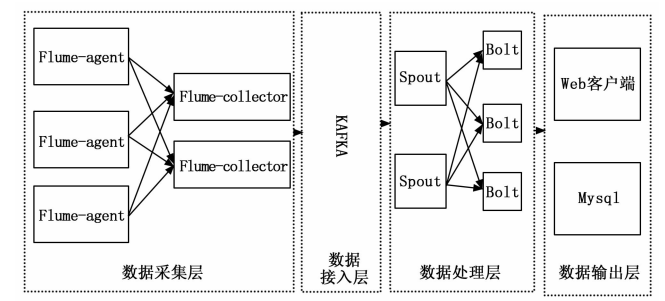 Flume-agent
Flume-agent
Flume-agent
Flume-collector
Flume-collector
数据采集层
KAFKA
数据
接入层
Spout
Spout
Bolt
Bolt
Bolt
数据处理层
Web客户端
Mysql
数据输出层